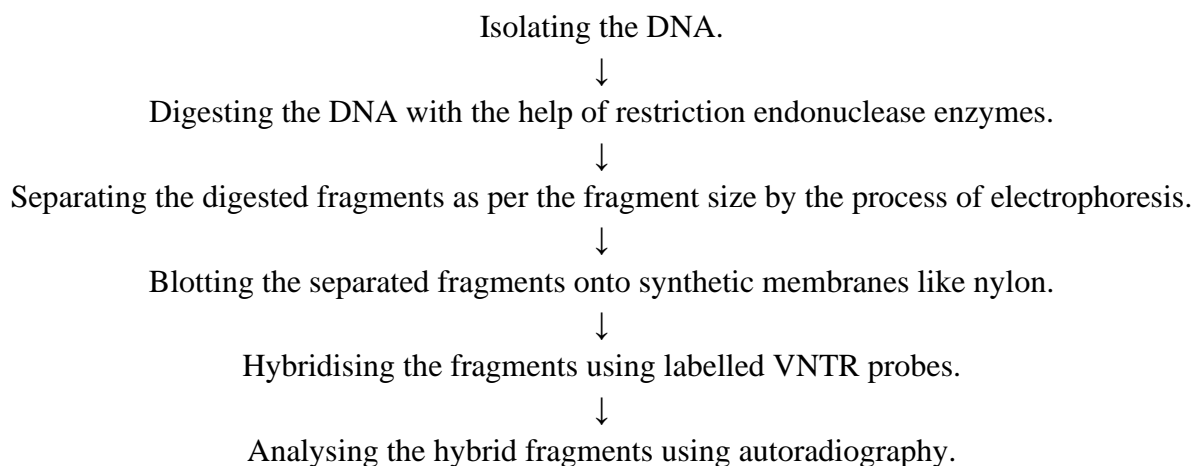 Isolating the DNA.
↓
Digesting the DNA with the help of restriction endonuclease enzymes.
↓
Separating the digested fragments as per the fragment size by the process of electrophoresis.
↓
Blotting the separated fragments onto synthetic membranes like nylon.
↓
Hybridising the fragments using labelled VNTR probes.
↓
Analysing the hybrid fragments using autoradiography.